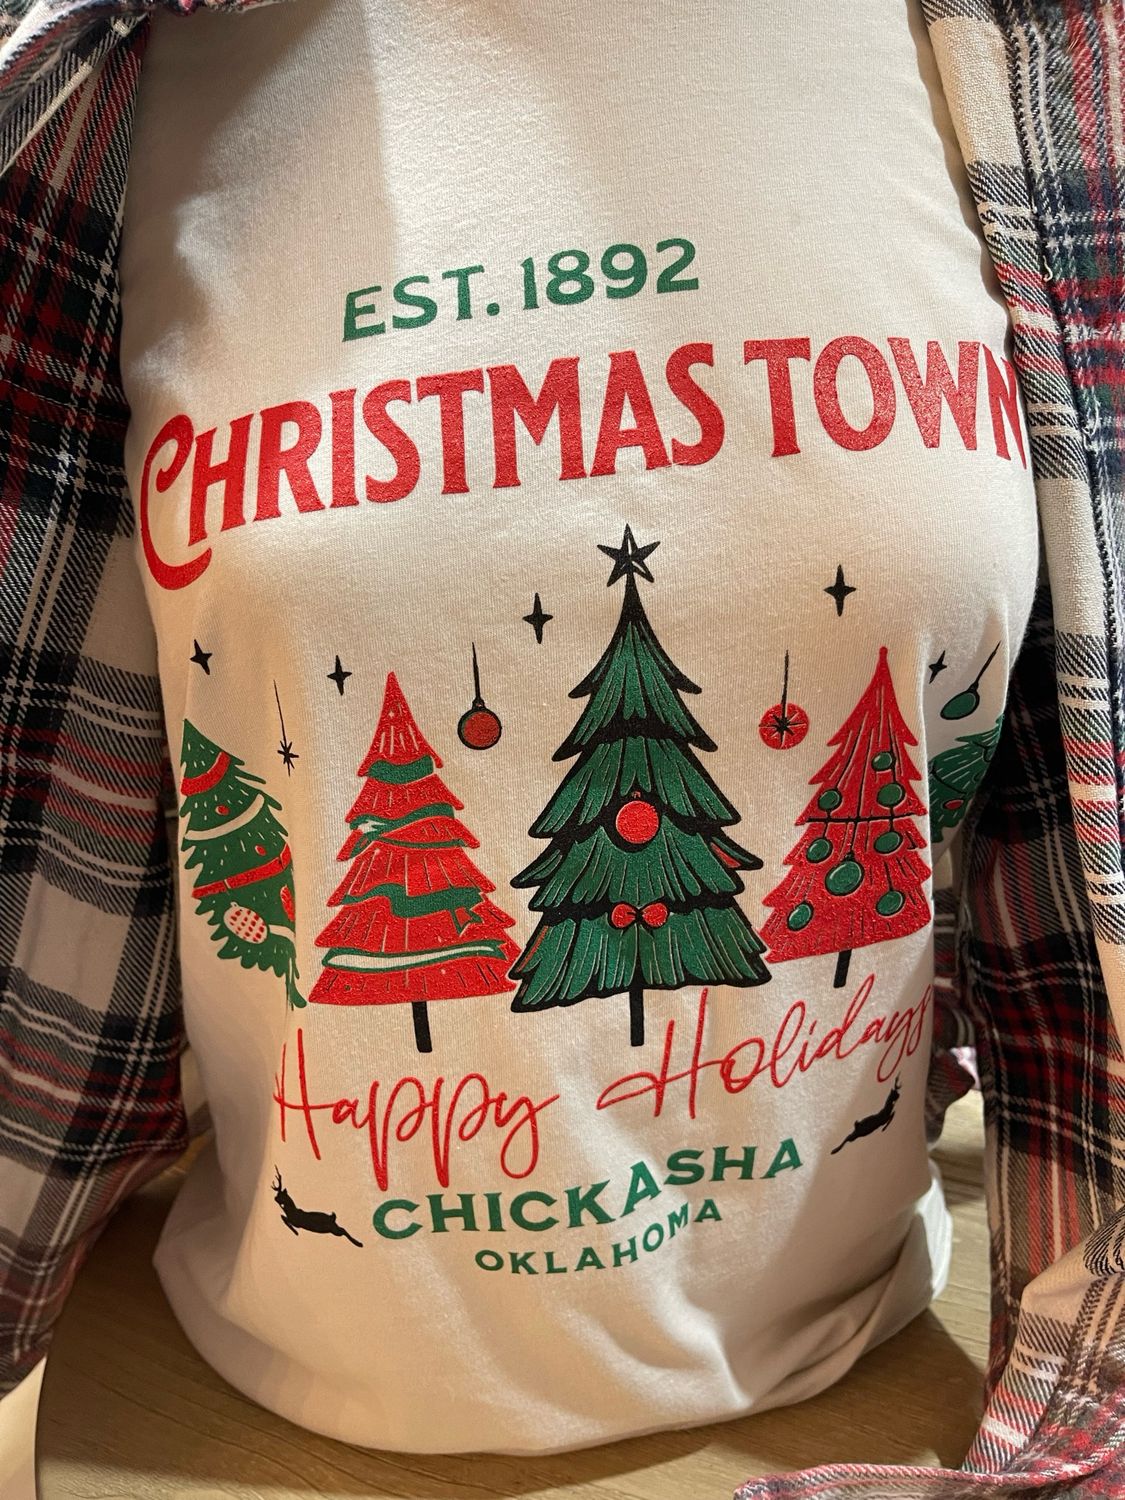 EST. 1892
CHRISTMAS TOWN
Happy Holidays
CHICKASHA
OKLAHOMA